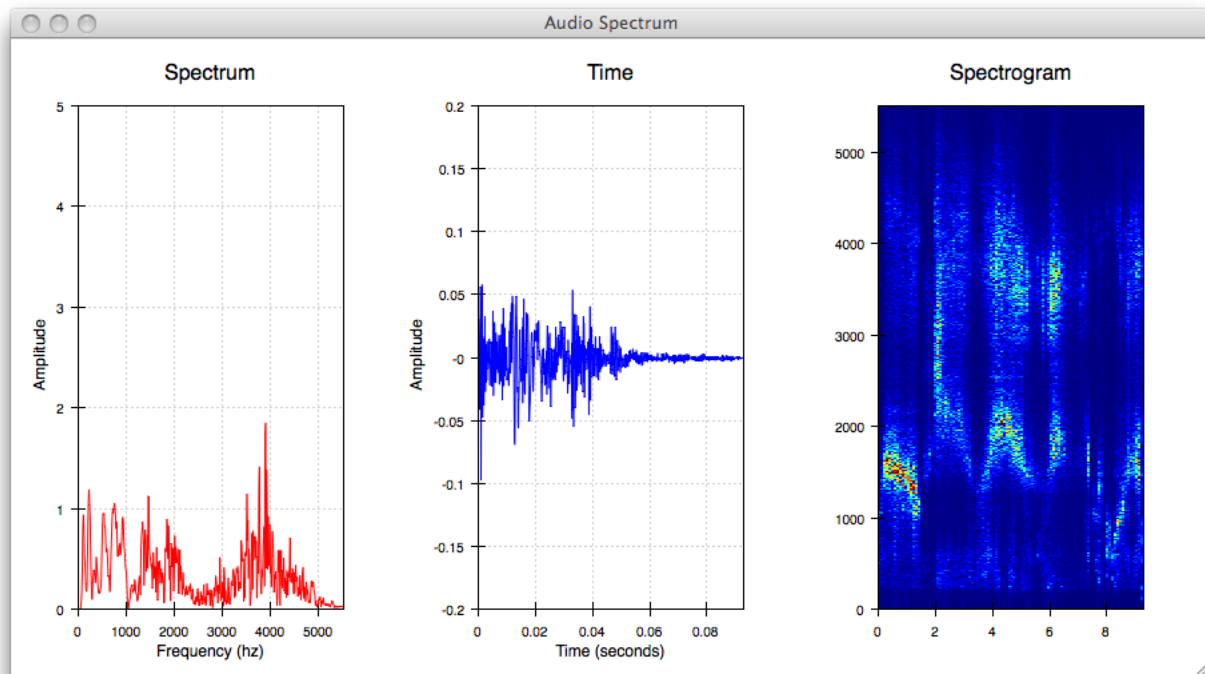 Audio Spectrum
Spectrum
5
4
3
2
1
0
Amplitude
0 1000 2000 3000 4000 5000
Frequency (hz)
Time
0.2
0.15
0.1
0.05
-0
-0.05
-0.1
-0.15
-0.2
Amplitude
0 0.02 0.04 0.06 0.08
Time (seconds)
Spectrogram
5000
4000
3000
2000
1000
0
0 2 4 6 8